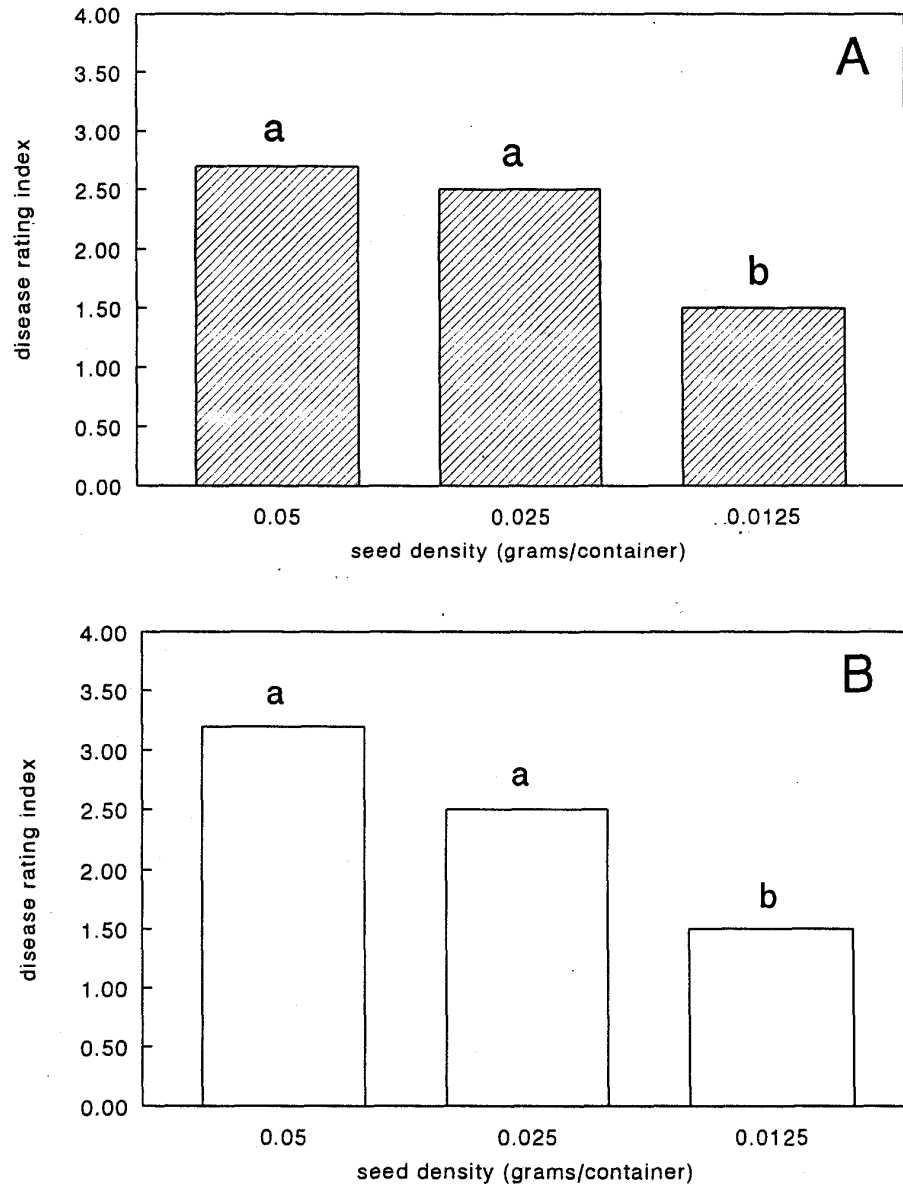 A
disease rating index
4.00
3.50
3.00
2.50
2.00
1.50
1.00
0.50
0.00
a
a
b
0.05 0.025 0.0125
seed density (grams/container)
B
disease rating index
4.00
3.50
3.00
2.50
2.00
1.50
1.00
0.50
0.00
a
a
b
0.05 0.025 0.0125
seed density (grams/container)